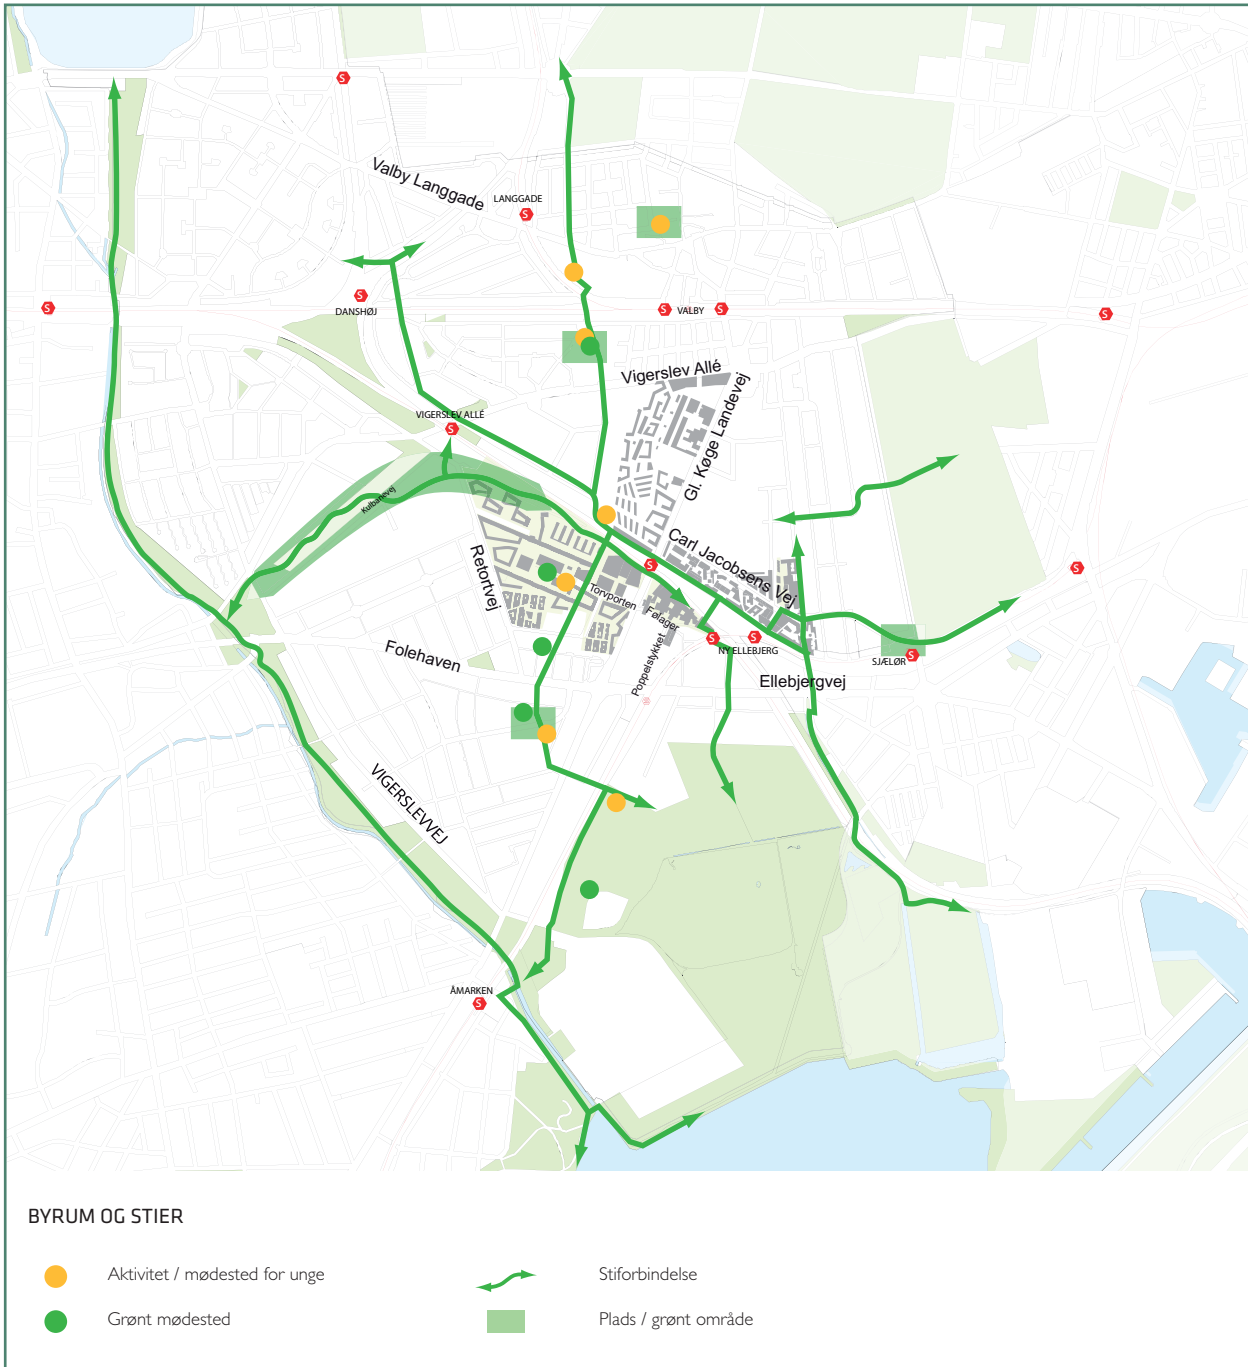 S
Valby Langgade
LANGGADE
S
S
S
DANSHØJ
S
S
VALBY
S
S
Vigerslev Allé
Gl. Køge Landevej
VIGERSLEV ALLÉ
S
Kulbanevej
Carl Jacobsens Vej
Retortvej
S
S
Torvporten
Følager
Folehaven
Poppelstykket
S
NY ELLEBJERG
S
SJÆLØR
S
Ellebjergvej
S
VIGERSLEVVEJ
ÅMARKEN
S
BYRUM OG STIER
Aktivitet / mødested for unge
Stiforbindelse
Grønt mødested
Plads / grønt område